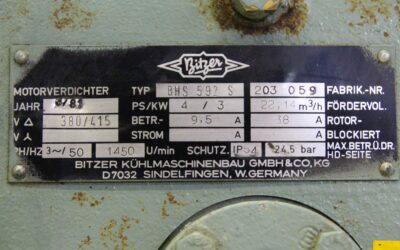 Bitzer
MOTORVERDICHTER TYP BHS 592 S 203 059 FABRIK-NR.
JAHR /83 PS/KW 4 / 3 22,14 m³/h FÖRDERVOL.
V △ 380/415 BETR.- 9,5 A 38 A ROTOR-
V Y STROM A A BLOCKIERT
PH/HZ 3~/50 1450 U/min SCHUTZ. IP54 24,5 bar MAX.BETR.Ü.DR. HD-SEITE
BITZER KÜHLMASCHINENBAU GMBH & CO, KG
D7032 SINDELFINGEN, W. GERMANY